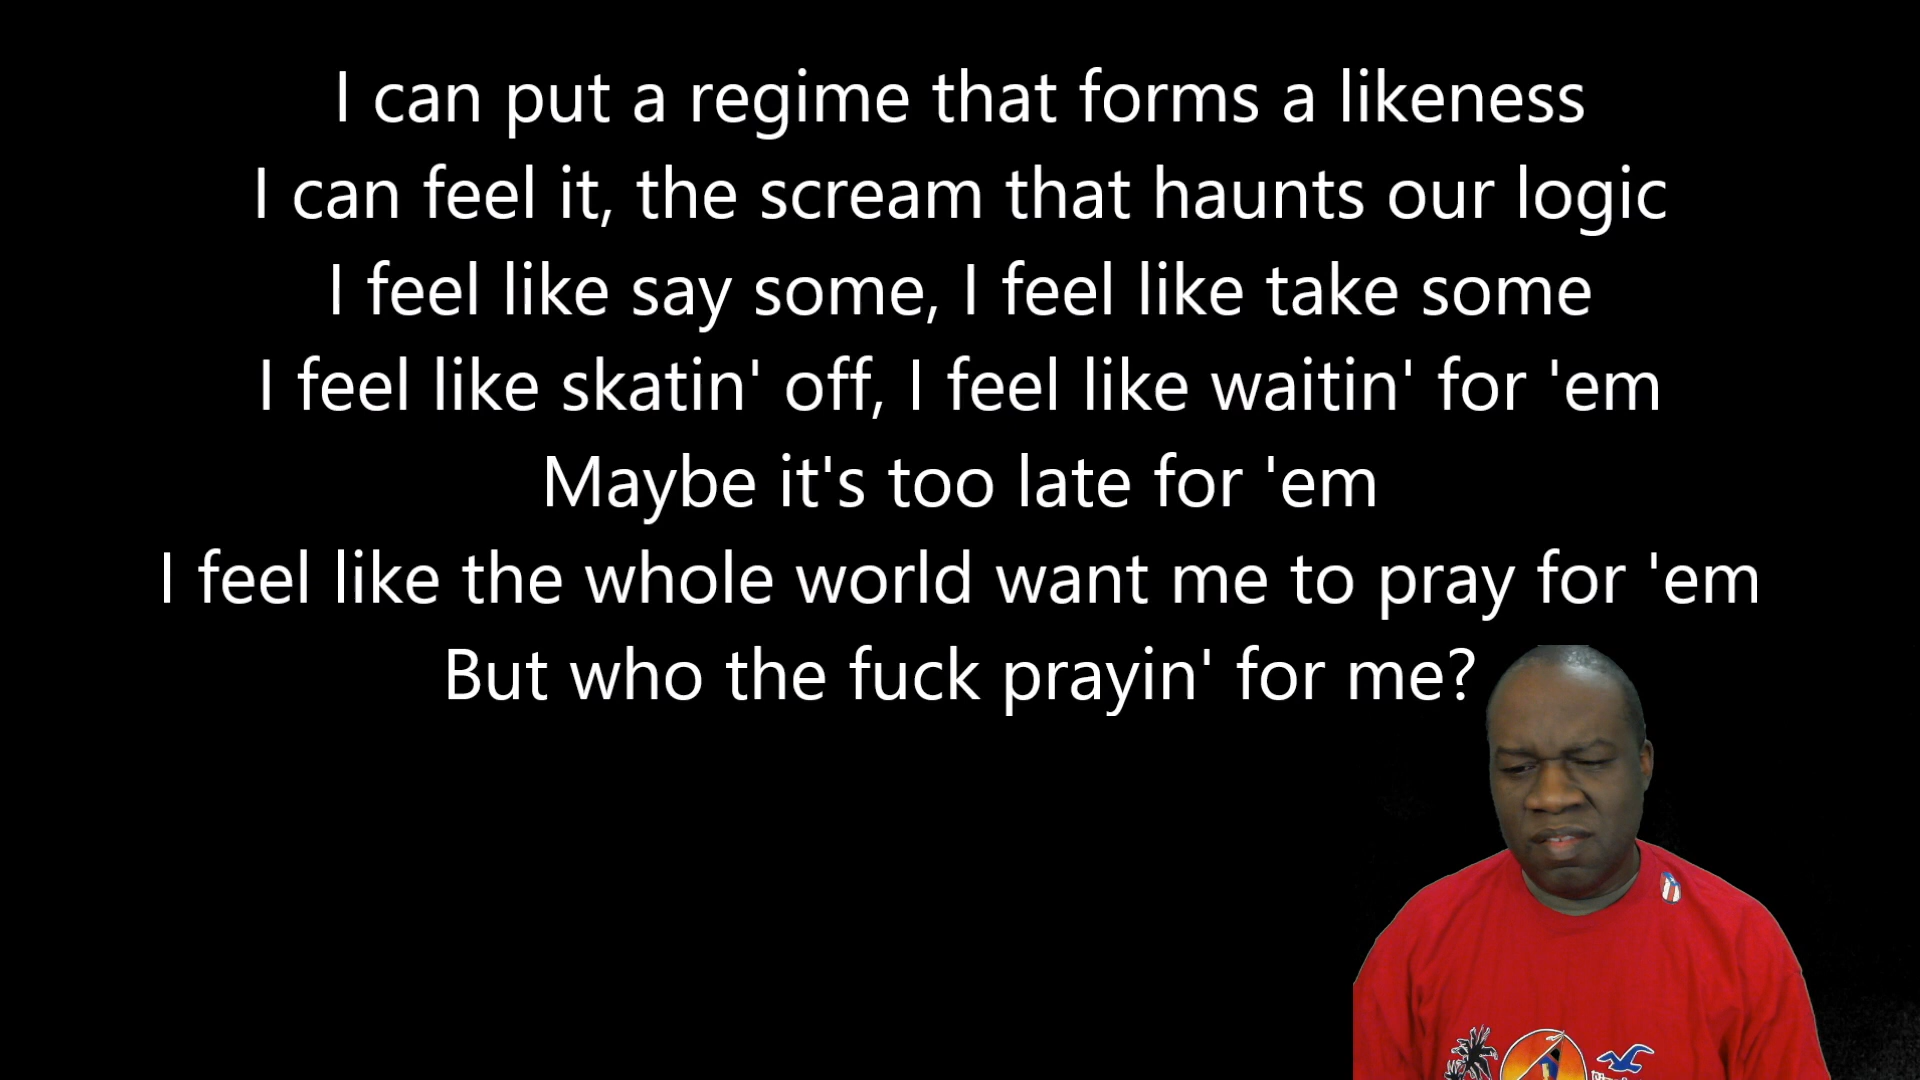 I can put a regime that forms a likeness
I can feel it, the scream that haunts our logic
I feel like say some, I feel like take some
I feel like skatin' off, I feel like waitin' for 'em
Maybe it's too late for 'em
I feel like the whole world want me to pray for 'em
But who the fuck prayin' for me?